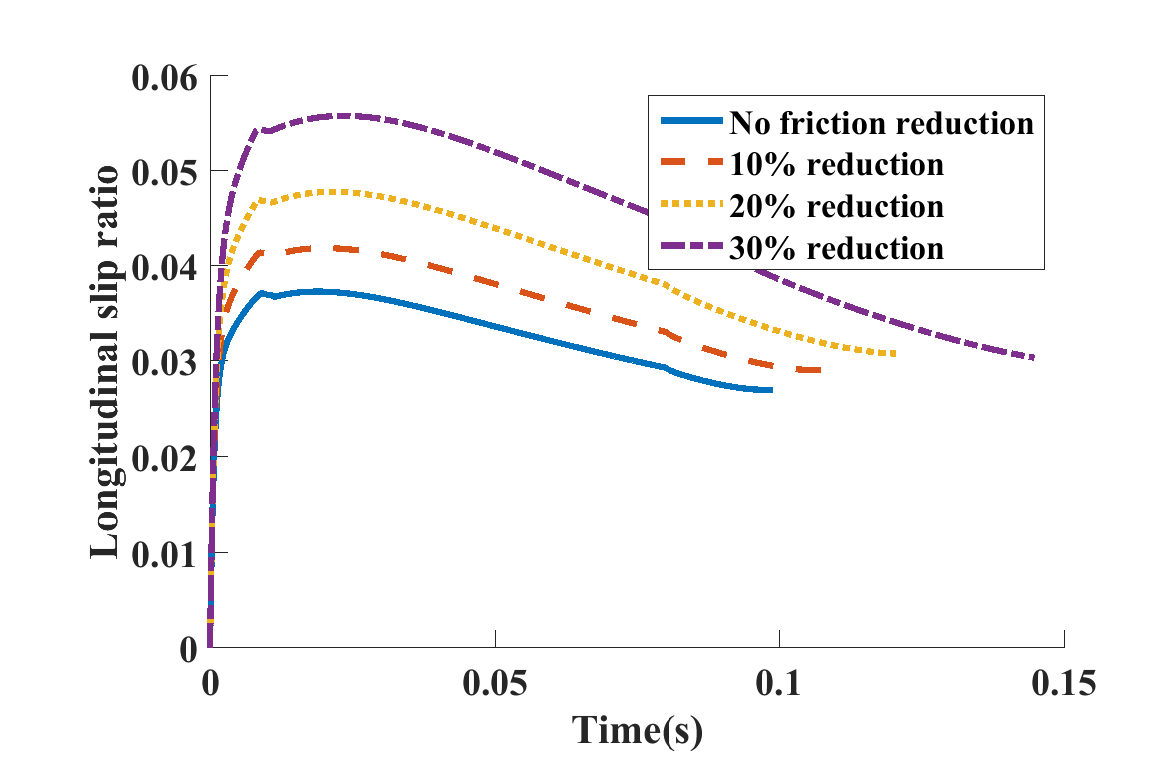 0.06
0.05
0.04
0.03
0.02
0.01
0
Longitudinal slip ratio
No friction reduction
10% reduction
20% reduction
30% reduction
0
0.05
0.1
0.15
Time(s)